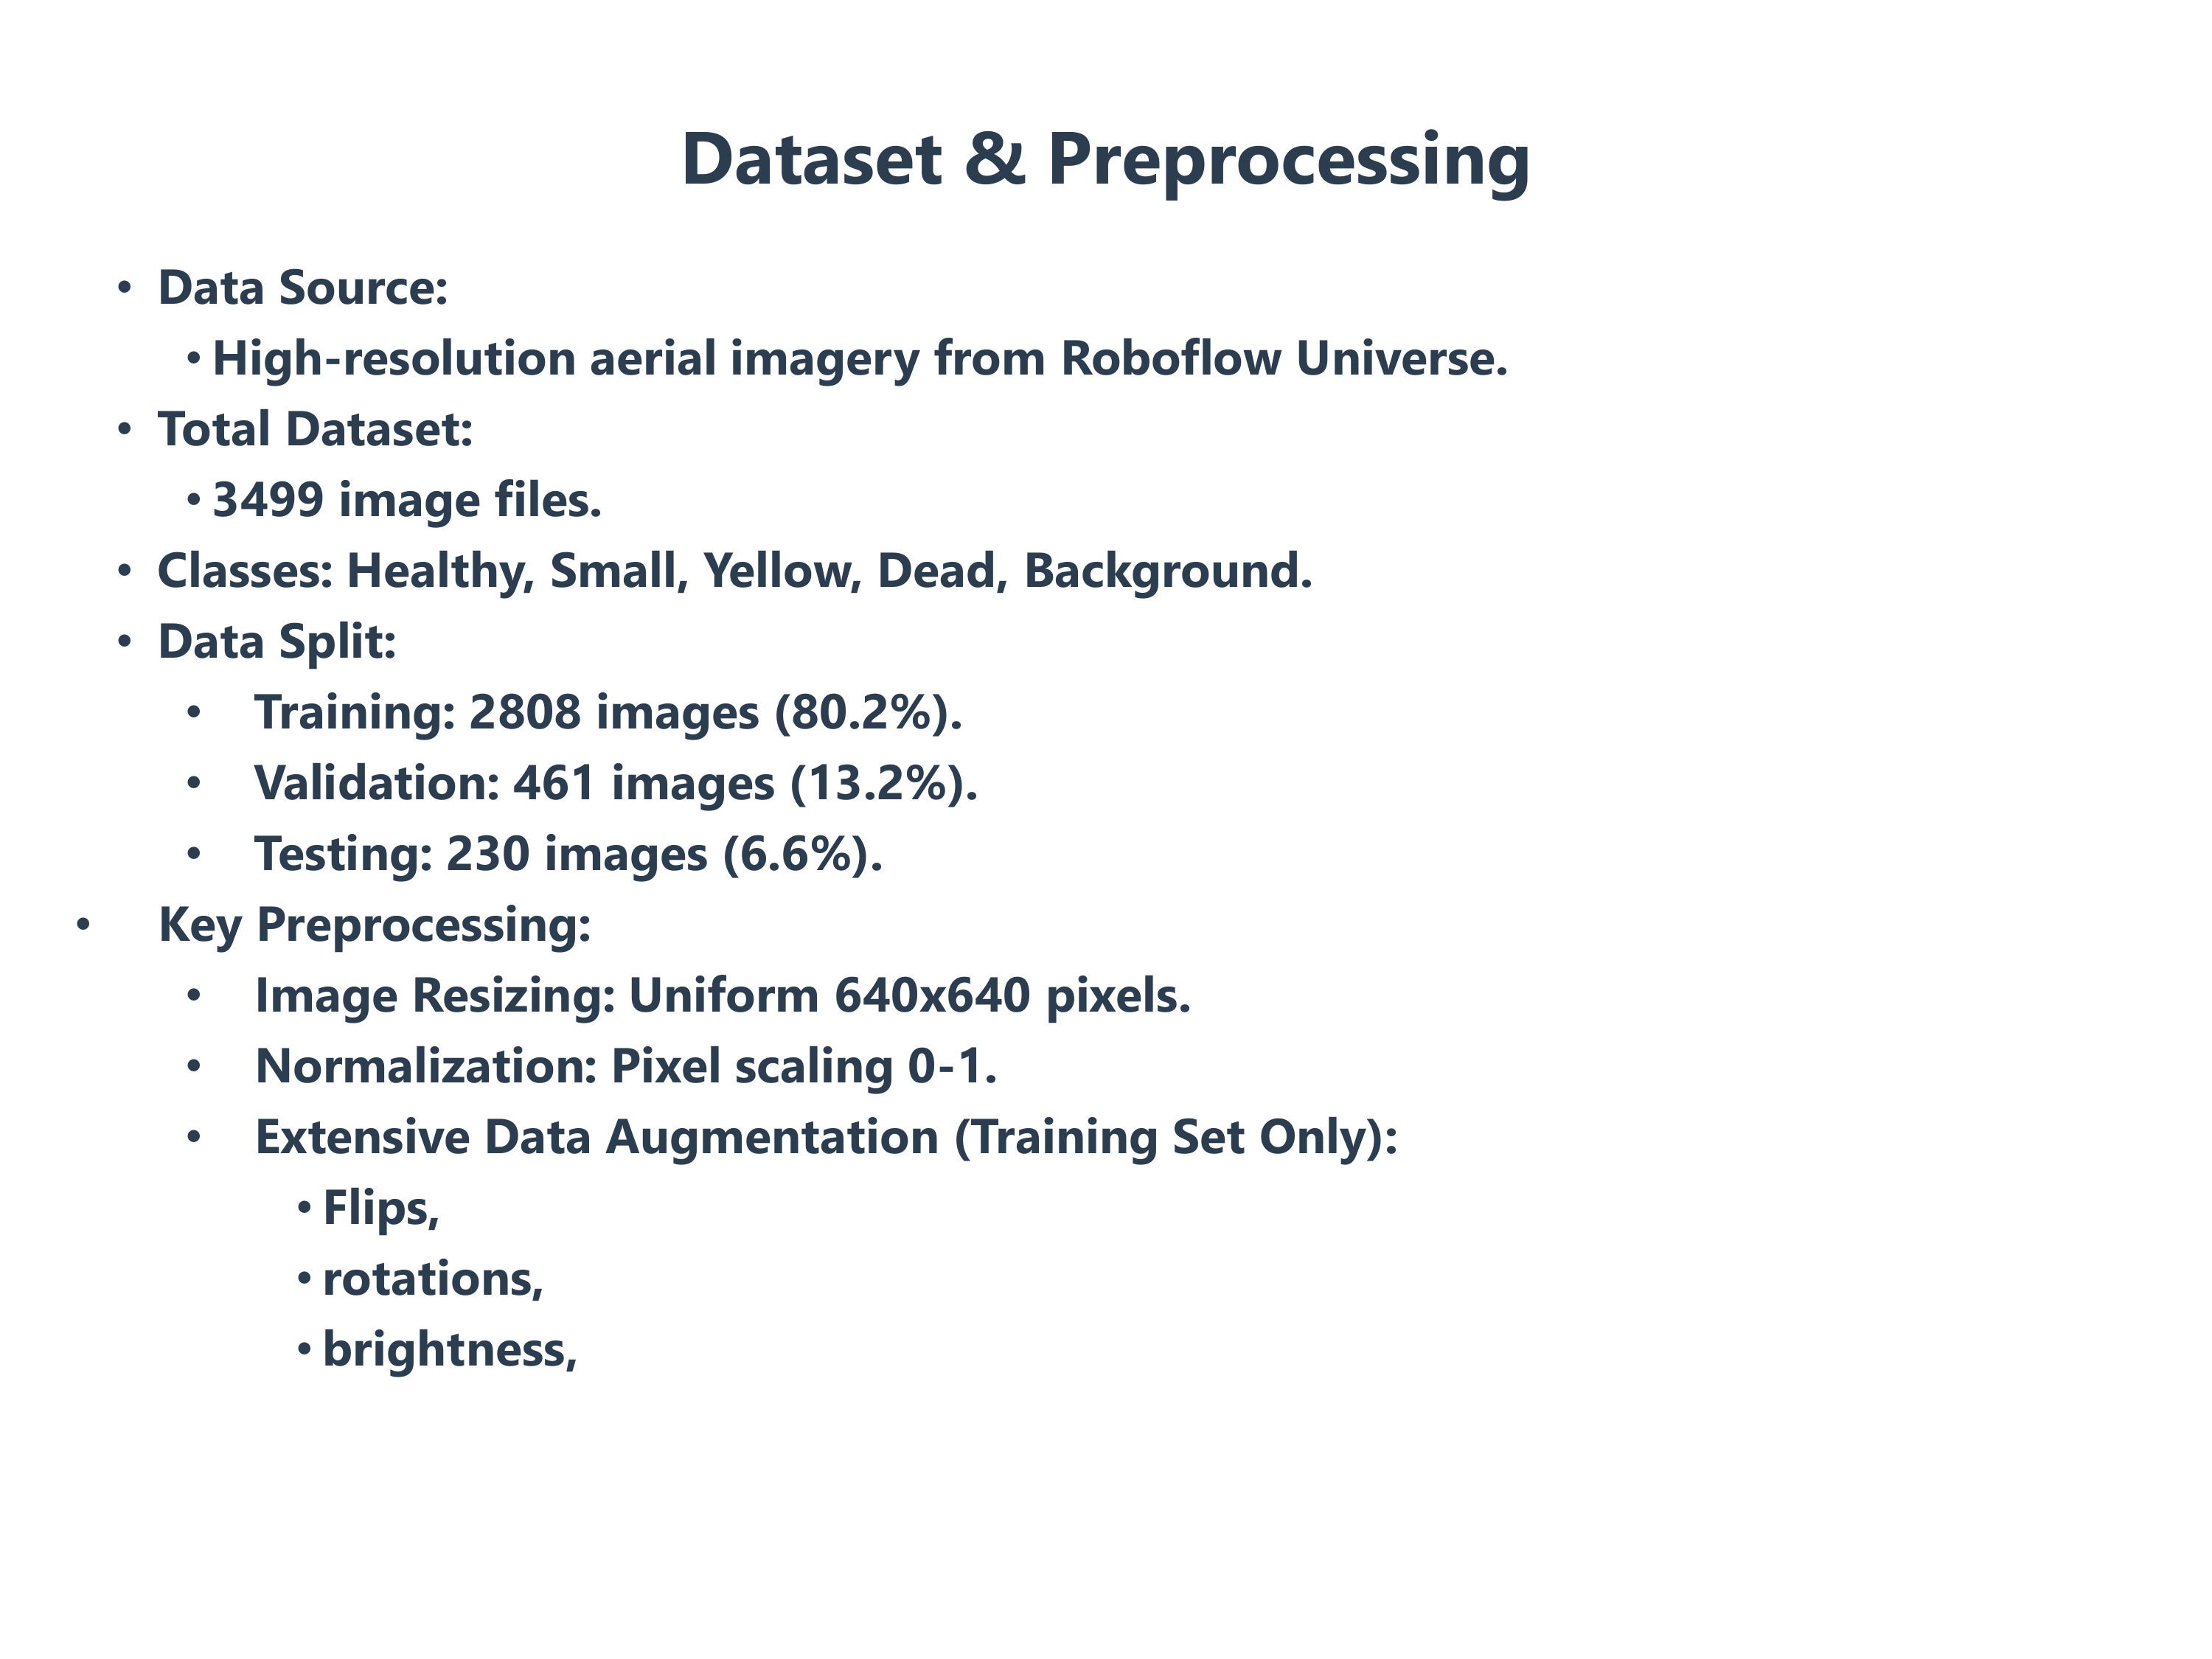 Dataset & Preprocessing
• Data Source:
• High-resolution aerial imagery from Roboflow Universe.
• Total Dataset:
• 3499 image files.
• Classes: Healthy, Small, Yellow, Dead, Background.
• Data Split:
• Training: 2808 images (80.2%).
• Validation: 461 images (13.2%).
• Testing: 230 images (6.6%).
• Key Preprocessing:
• Image Resizing: Uniform 640x640 pixels.
• Normalization: Pixel scaling 0-1.
• Extensive Data Augmentation (Training Set Only):
• Flips,
• rotations,
• brightness,